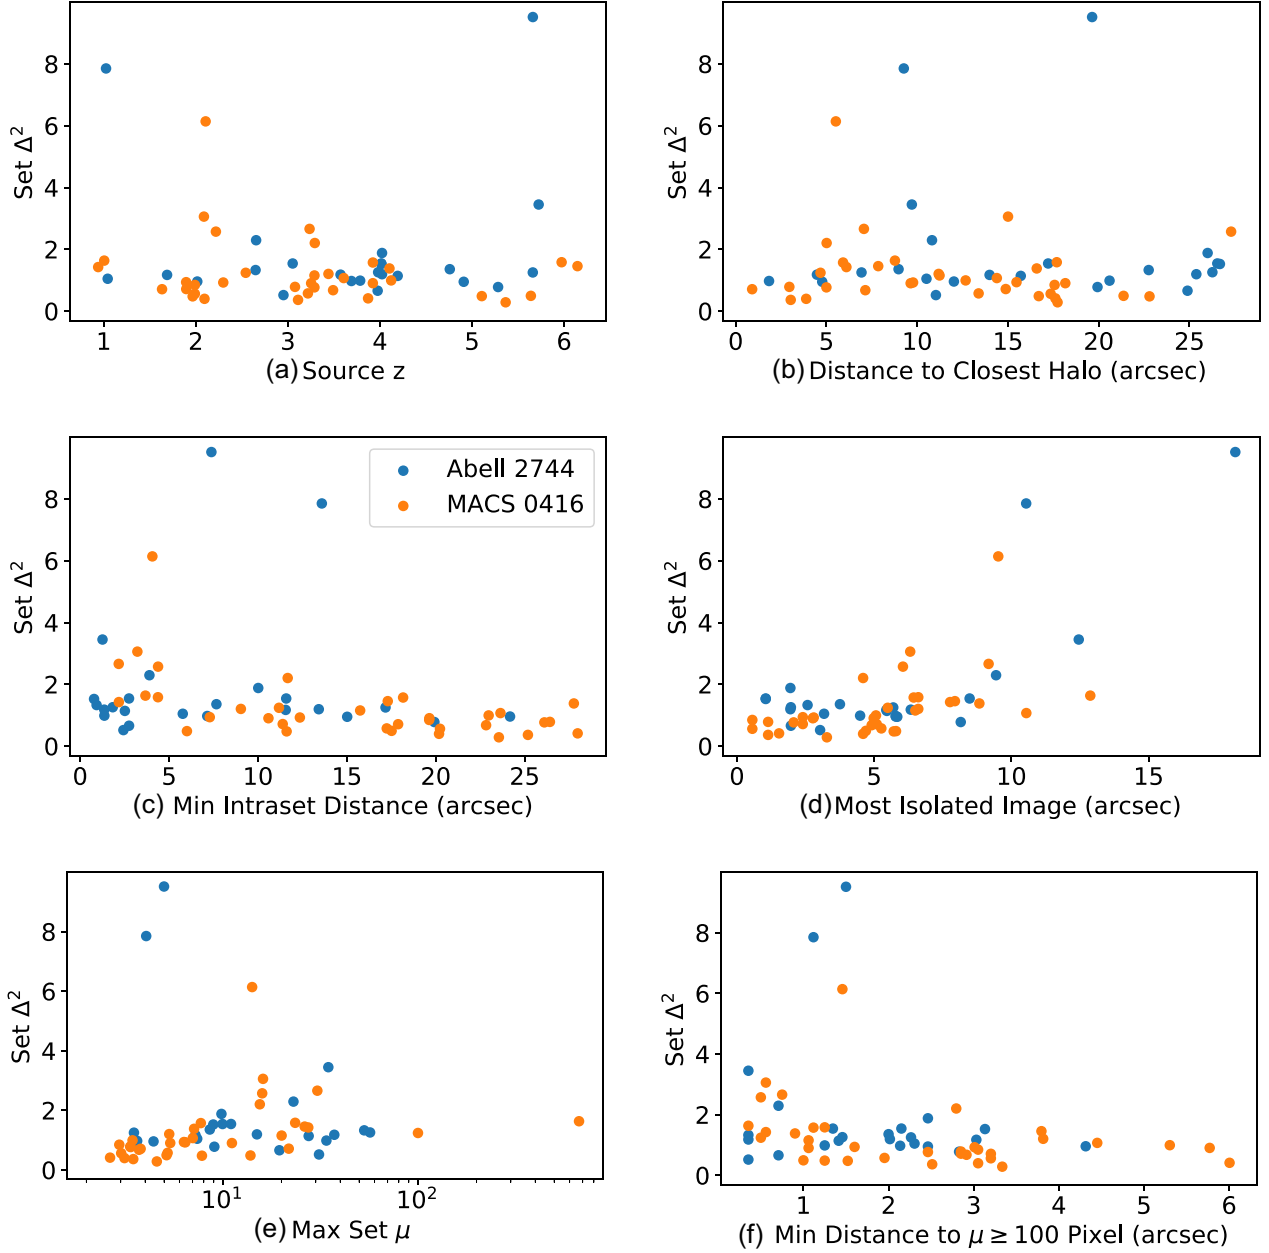 8
6
4
2
0
Set Δ²
1 2 3 4 5 6
(a) Source z
8
6
4
2
0
Set Δ²
0 5 10 15 20 25
(b) Distance to Closest Halo (arcsec)
8
6
4
2
0
Set Δ²
Abell 2744
MACS 0416
0 5 10 15 20 25
(c) Min Intraset Distance (arcsec)
8
6
4
2
0
Set Δ²
0 5 10 15
(d) Most Isolated Image (arcsec)
8
6
4
2
0
Set Δ²
10¹ 10²
(e) Max Set μ
8
6
4
2
0
Set Δ²
1 2 3 4 5 6
(f) Min Distance to μ ≥ 100 Pixel (arcsec)